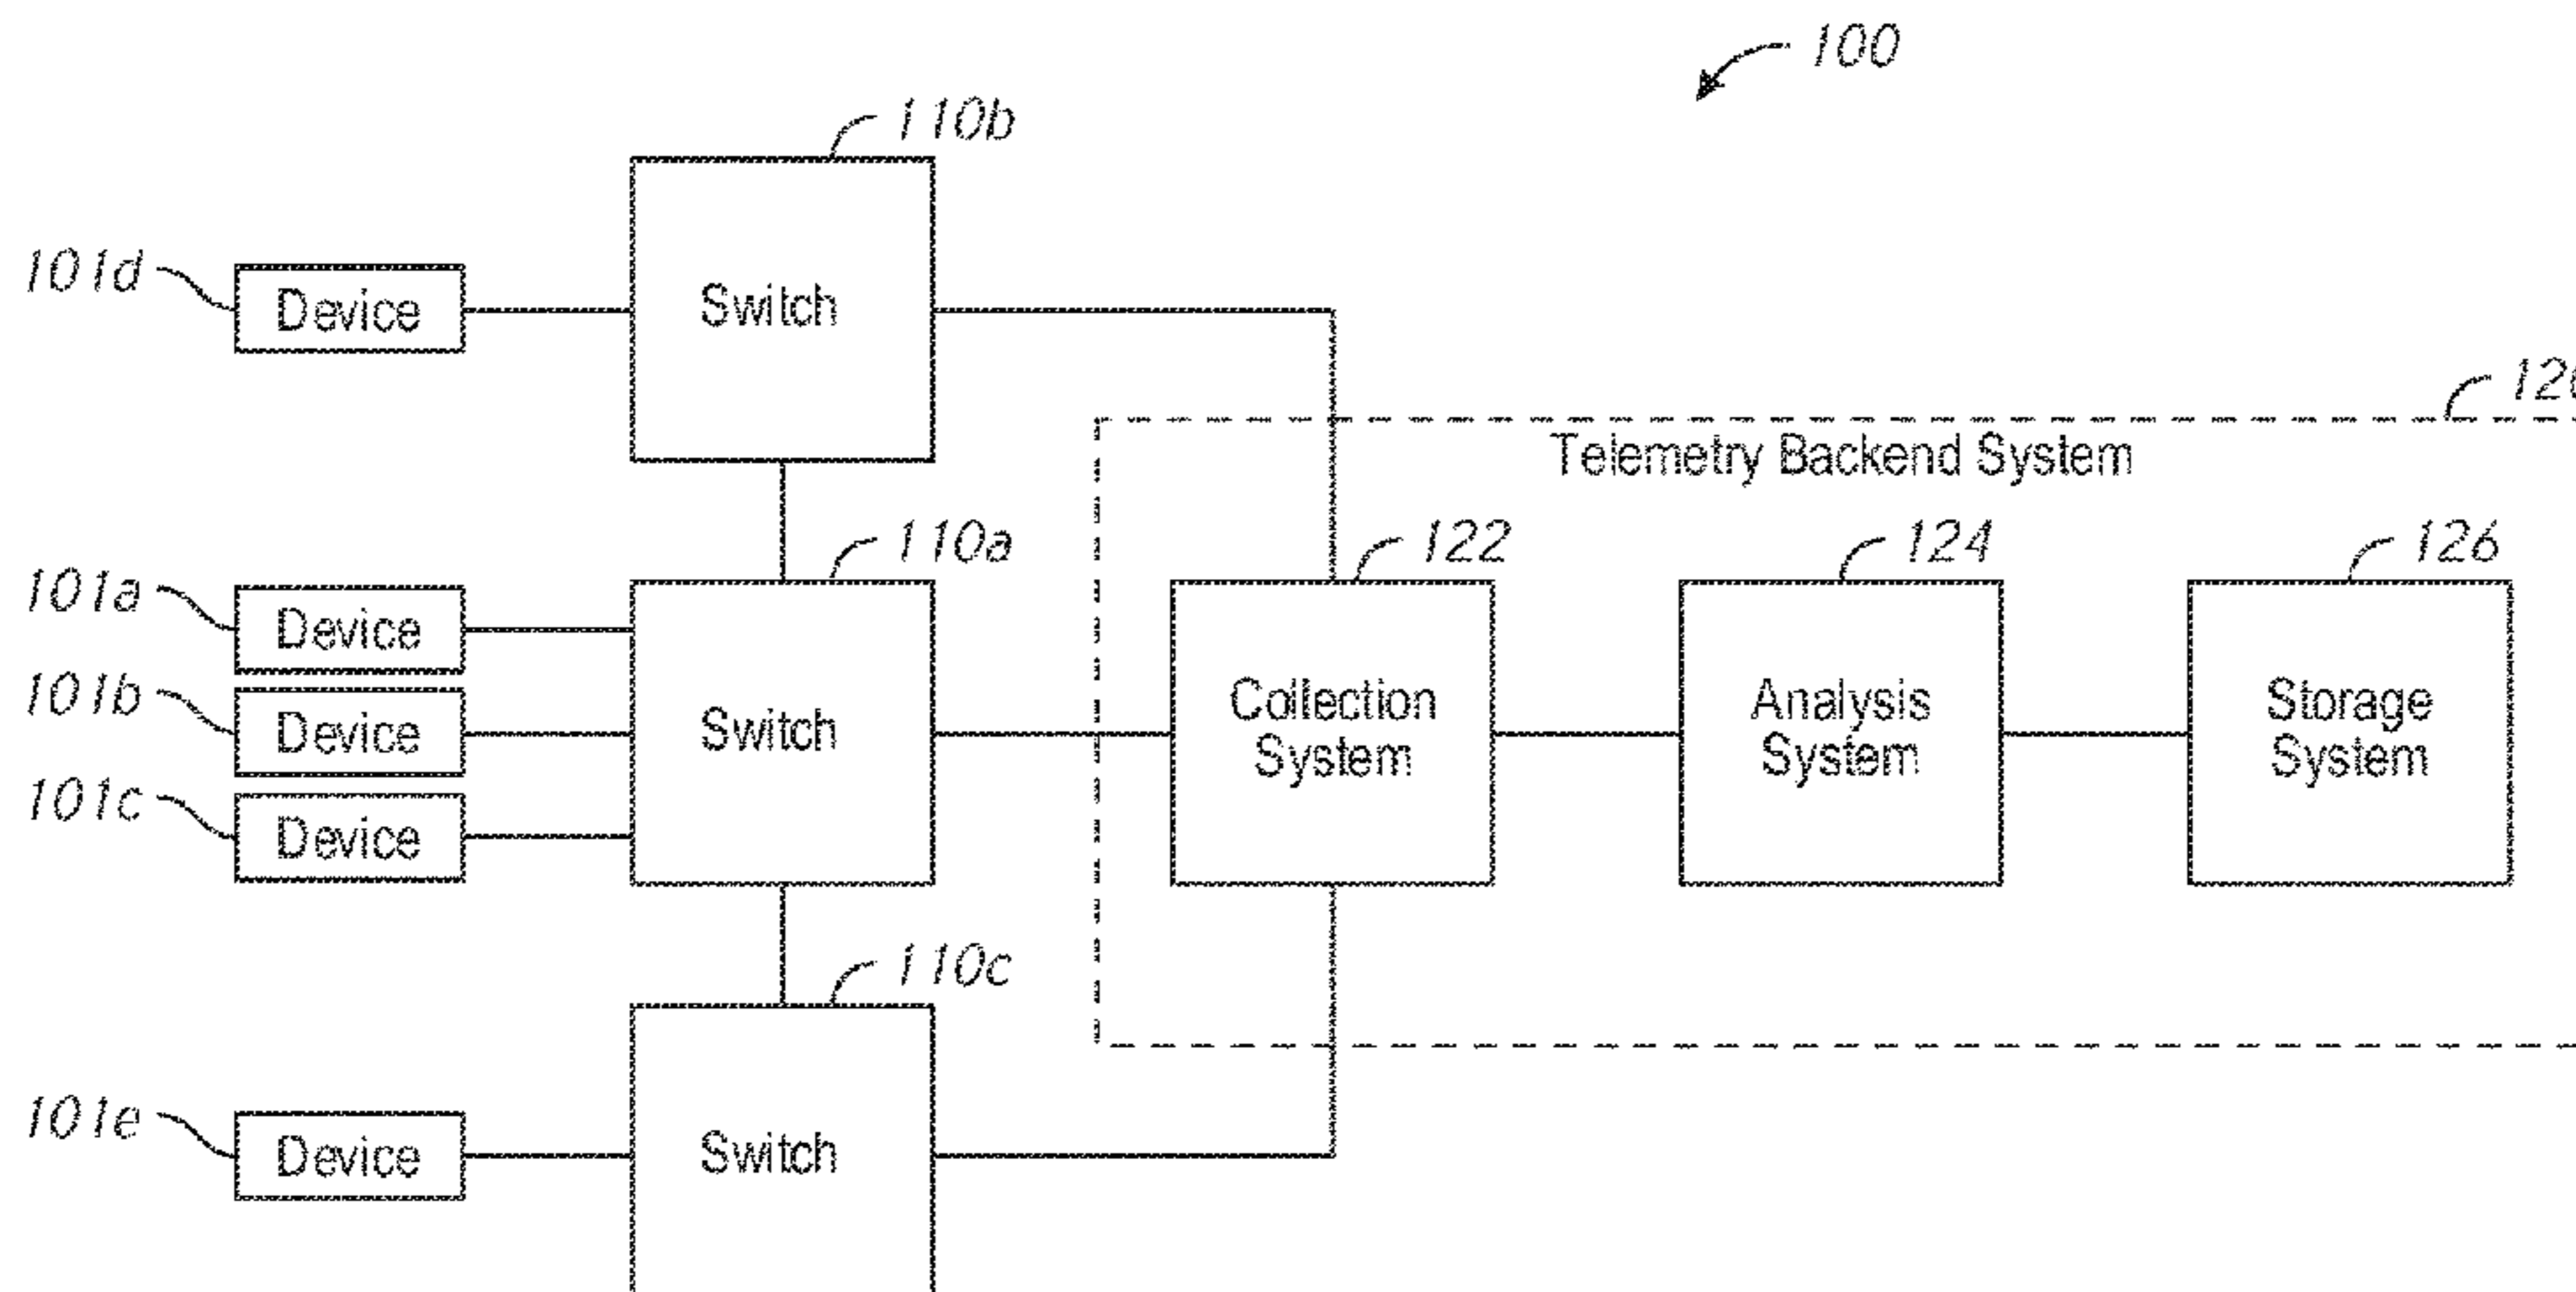 100
110b
101d
Device
Switch
Telemetry Backend System
110a
122
124
126
101a
Device
101b
Device
Switch
Collection
System
Analysis
System
Storage
System
101c
Device
110c
101e
Device
Switch